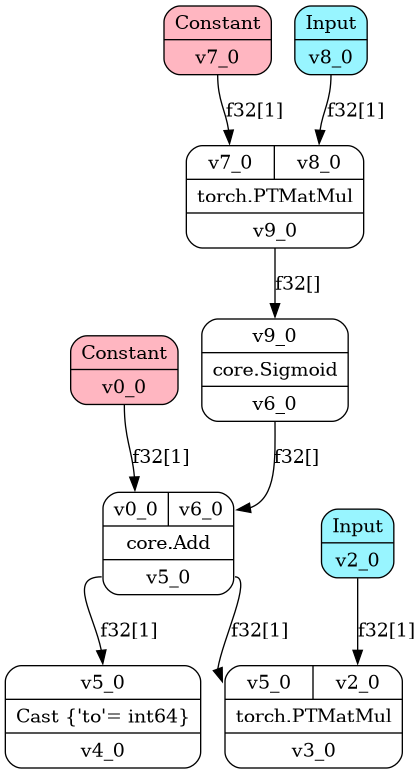 Constant
v7_0
Input
v8_0
f32[1]
f32[1]
v7_0
v8_0
torch.PTMatMul
v9_0
f32[]
v9_0
core.Sigmoid
v6_0
Constant
v0_0
f32[1]
f32[]
v0_0
v6_0
core.Add
v5_0
Input
v2_0
f32[1]
f32[1]
f32[1]
v5_0
Cast {'to'= int64}
v4_0
v5_0
v2_0
torch.PTMatMul
v3_0